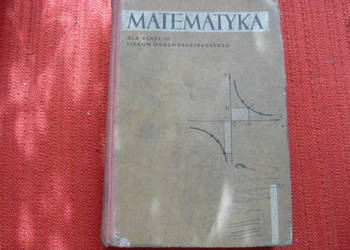 MATEMATYKA
DLA KLASY III
LICEUM OGÓLNOKSZTAŁCĄCEGO